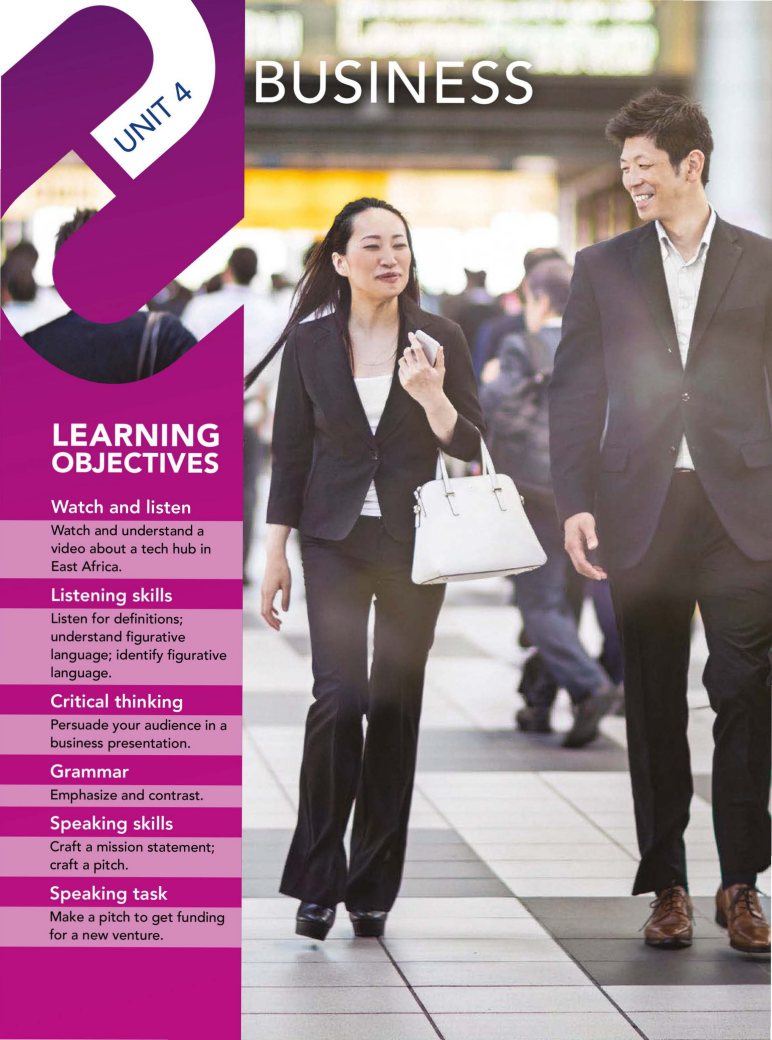 UNIT 4
BUSINESS
LEARNING
OBJECTIVES
Watch and listen
Watch and understand a
video about a tech hub in
East Africa.
Listening skills
Listen for definitions;
understand figurative
language; identify figurative
language.
Critical thinking
Persuade your audience in a
business presentation.
Grammar
Emphasize and contrast.
Speaking skills
Craft a mission statement;
craft a pitch.
Speaking task
Make a pitch to get funding
for a new venture.